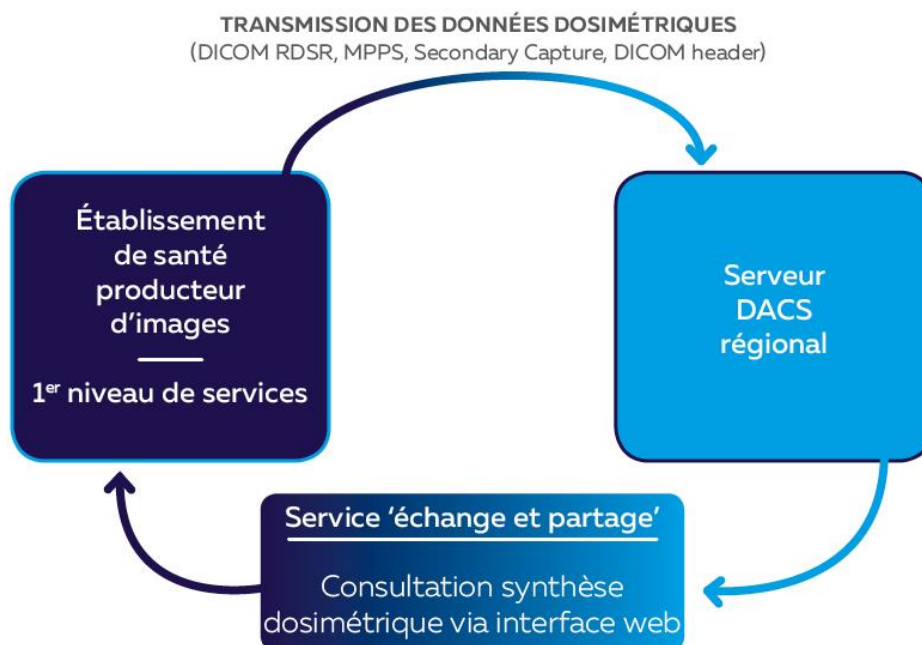 TRANSMISSION DES DONNÉES DOSIMÉTRIQUES
(DICOM RDSR, MPPS, Secondary Capture, DICOM header)
Établissement
de santé
producteur
d’images
1er niveau de services
Serveur
DACS
régional
Service ‘échange et partage’
Consultation synthèse
dosimétrique via interface web